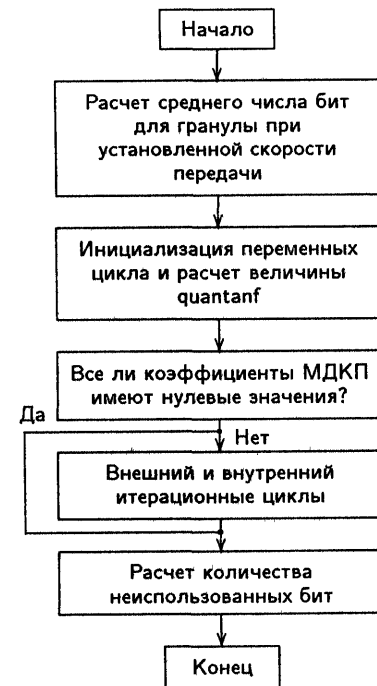 Начало
Расчет среднего числа бит
для гранулы при
установленной скорости
передачи
Инициализация переменных
цикла и расчет величины
quantanf
Все ли коэффициенты МДКП
имеют нулевые значения?
Да
Нет
Внешний и внутренний
итерационные циклы
Расчет количества
неиспользованных бит
Конец